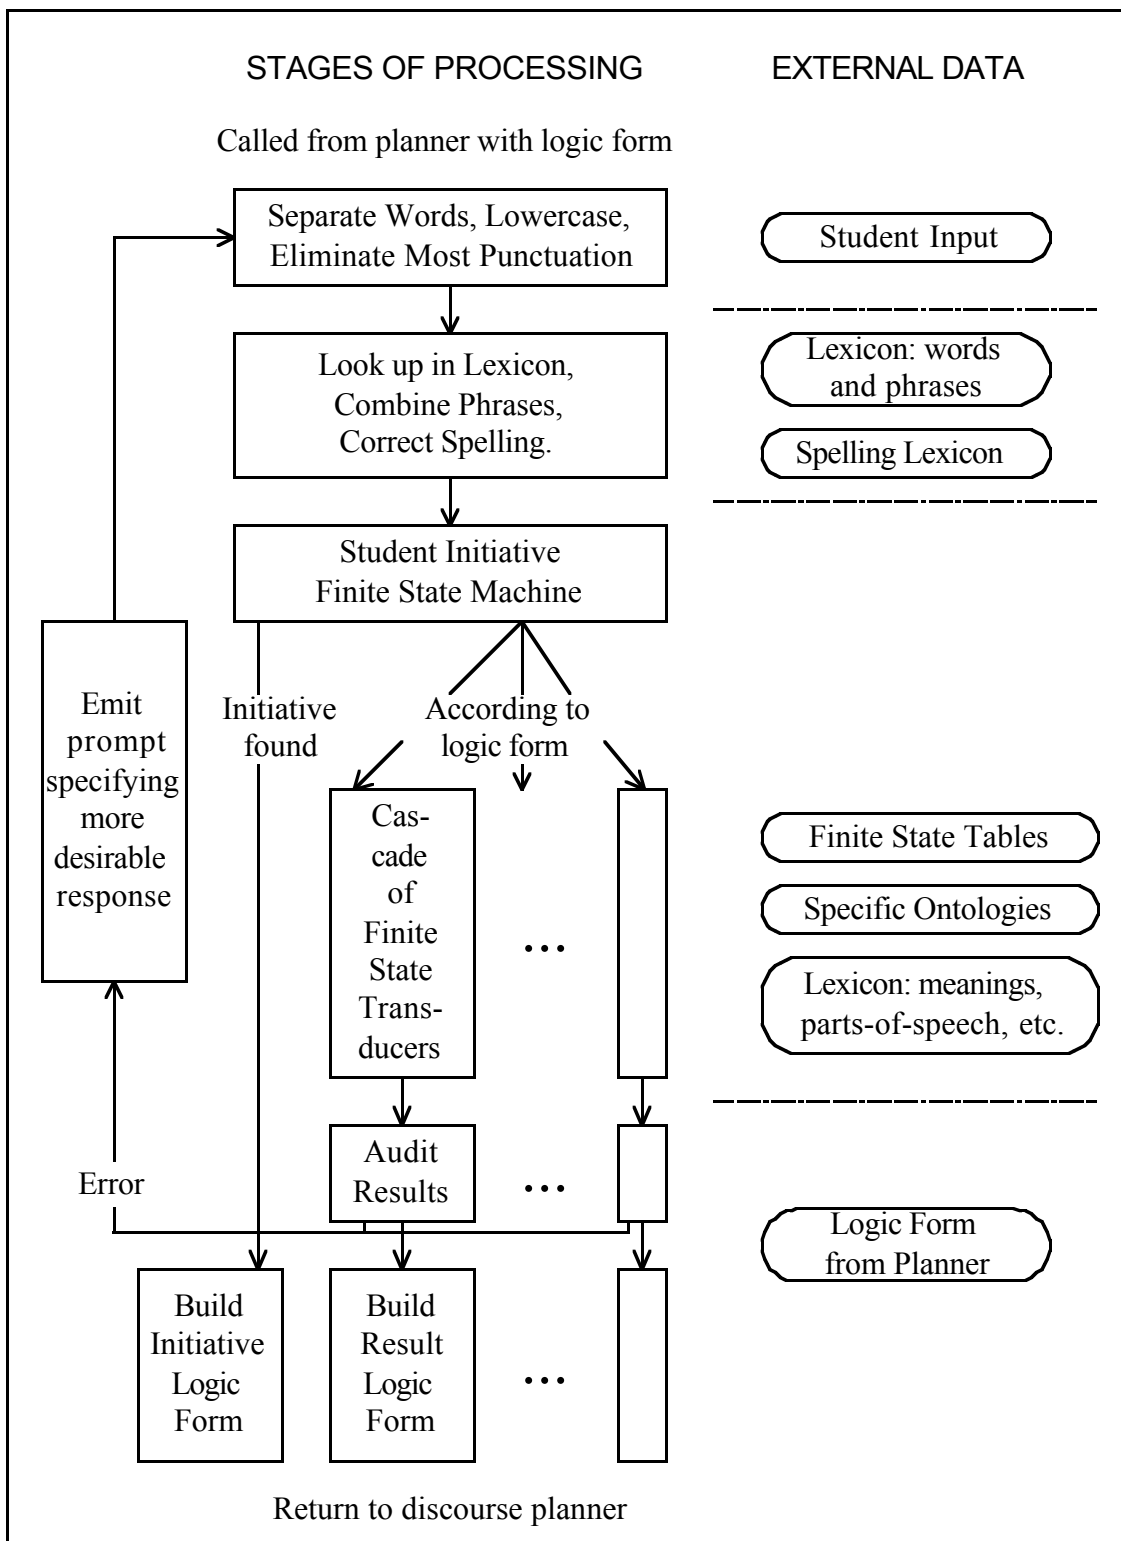 STAGES OF PROCESSING
EXTERNAL DATA
Called from planner with logic form
Separate Words, Lowercase,
Eliminate Most Punctuation
Student Input
Look up in Lexicon,
Combine Phrases,
Correct Spelling.
Lexicon: words
and phrases
Spelling Lexicon
Student Initiative
Finite State Machine
Emit
prompt
specifying
more
desirable
response
Initiative
found
According to
logic form
Cas-
cade
of
Finite
State
Trans-
ducers
...
Finite State Tables
Specific Ontologies
Lexicon: meanings,
parts-of-speech, etc.
Error
Audit
Results
...
Logic Form
from Planner
Build
Initiative
Logic
Form
Build
Result
Logic
Form
...
Return to discourse planner